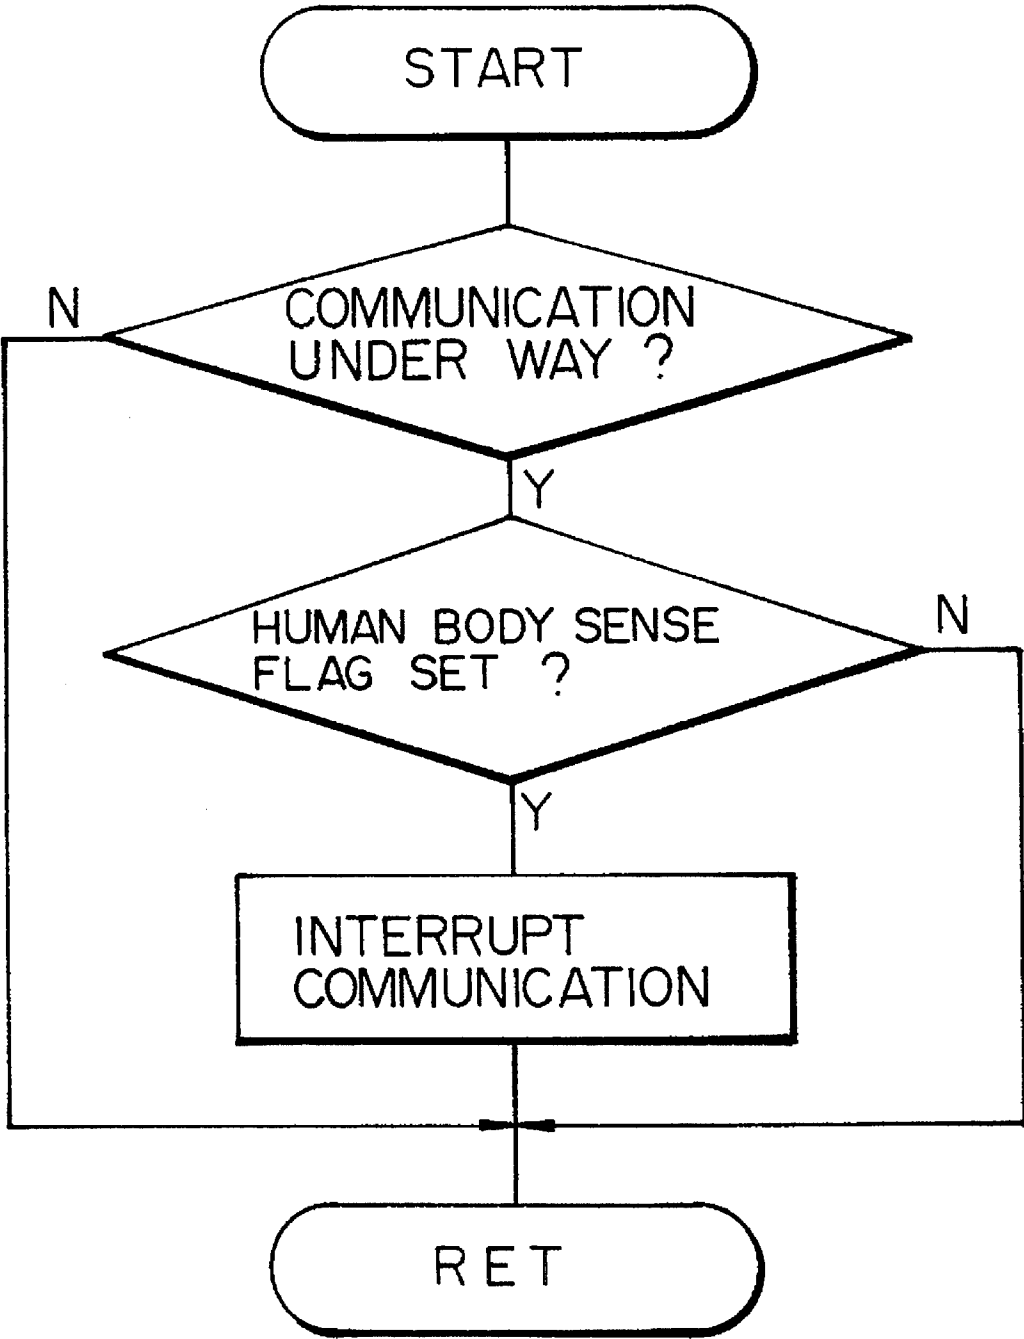 START
N
COMMUNICATION
UNDER WAY ?
Y
HUMAN BODY SENSE
FLAG SET ?
N
Y
INTERRUPT
COMMUNICATION
RET